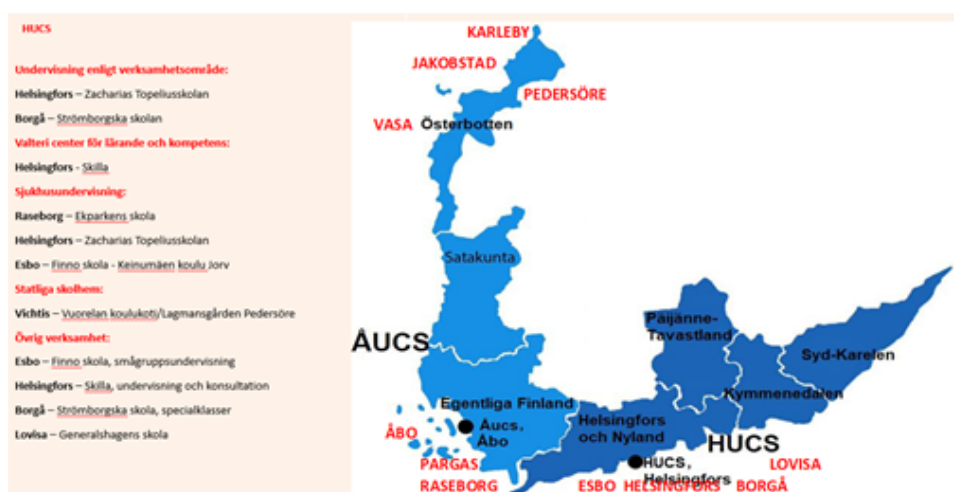 HUCS
Undervisning enligt verksamhetsområde:
Helsingfors – Zacharias Topeliusskolan
Borgå – Strömborgska skolan
Valteri center för lärande och kompetens:
Helsingfors - Skilla
Sjukhusundervisning:
Raseborg – Ekparkens skola
Helsingfors – Zacharias Topeliusskolan
Esbo – Finno skola - Keinumäen koulu Jorv
Statliga skolhem:
Vichtis – Vuorelan koulukoti/Lagmansgården Pedersöre
Övrig verksamhet:
Esbo – Finno skola, smågruppsundervisning
Helsingfors – Skilla, undervisning och konsultation
Borgå – Strömborgska skola, specialklasser
Lovisa – Generalshagens skola
KARLEBY
JAKOBSTAD
PEDERSÖRE
VASA
Österbotten
Satakunta
ÅUCS
Egentliga Finland
Åucs,
Åbo
ÅBO
PARGAS
RASEBORG
Päijänne-
Tavastland
Syd-Karelen
Kymmenedalen
Helsingfors
och Nyland
HUCS
HUCS,
Helsingfors
LOVISA
ESBO HELSINGFORS BORGÅ